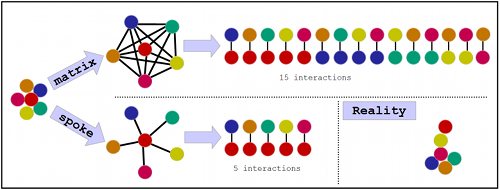 matrix
15 interactions
spoke
5 interactions
Reality